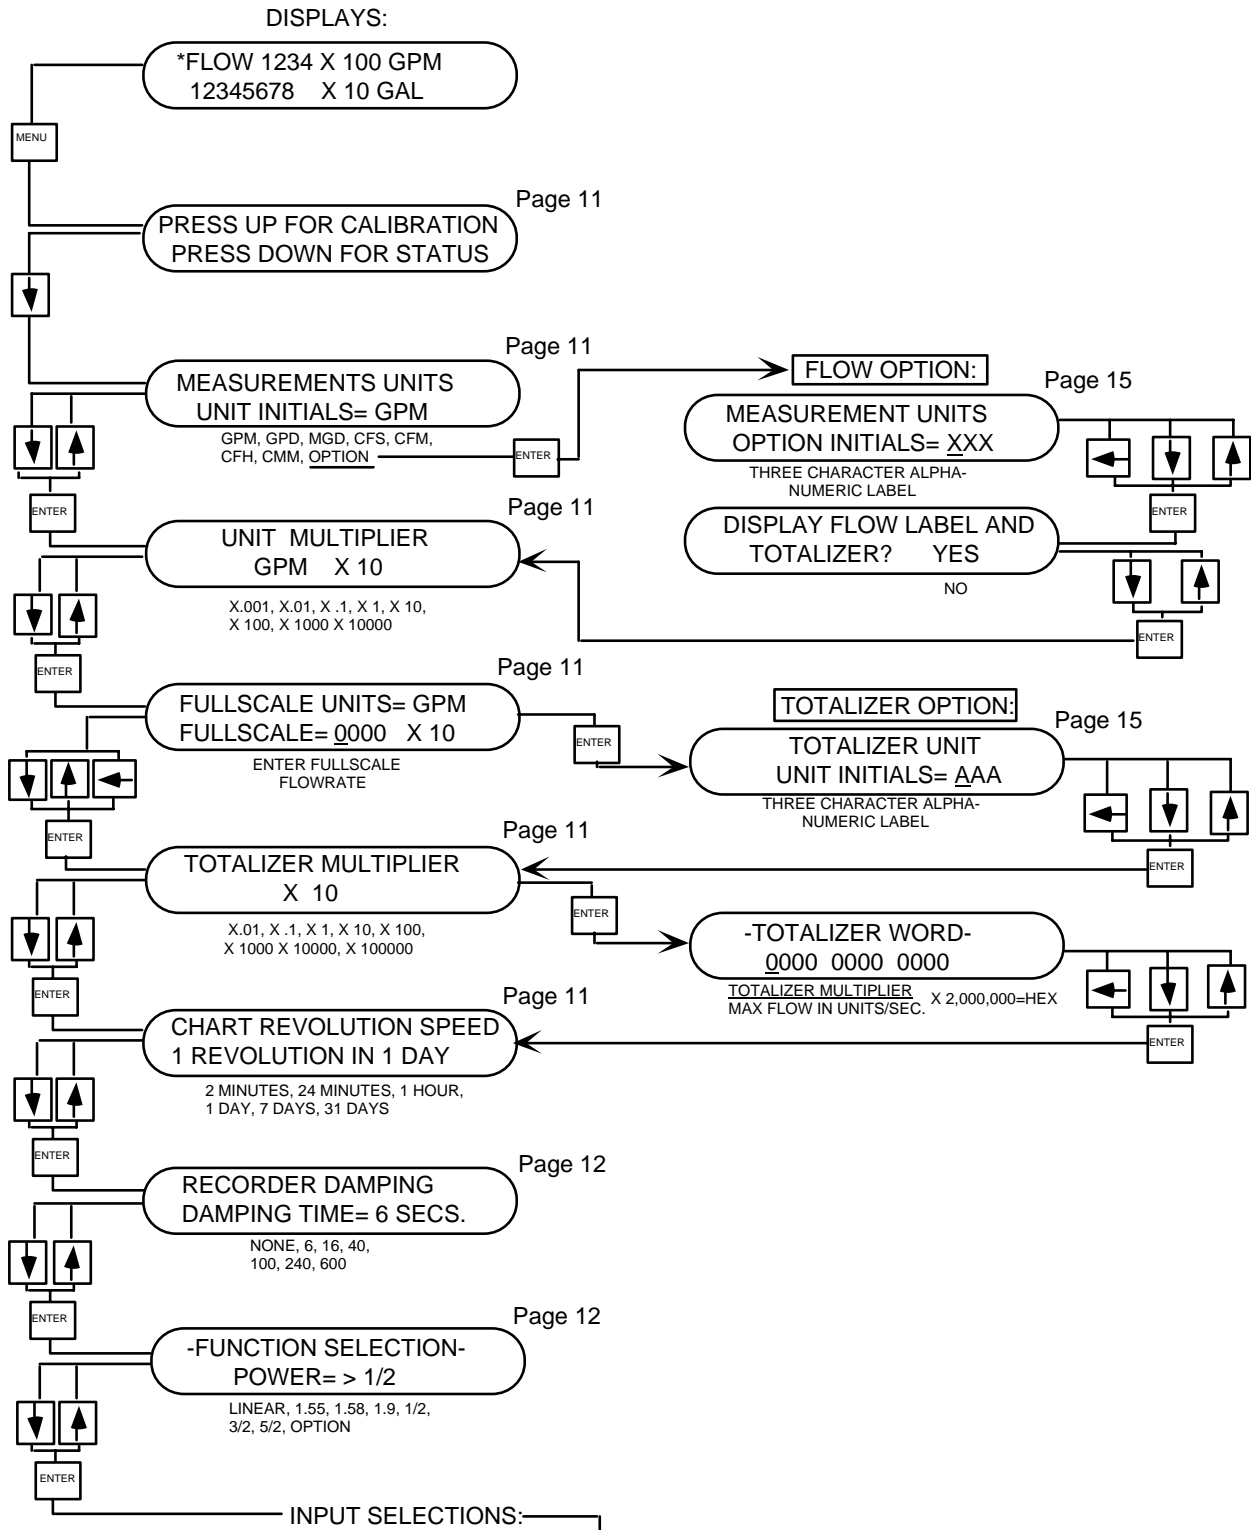 DISPLAYS:
*FLOW 1234 X 100 GPM
12345678 X 10 GAL
MENU
Page 11
PRESS UP FOR CALIBRATION
PRESS DOWN FOR STATUS
Page 11
MEASUREMENTS UNITS
UNIT INITIALS= GPM
GPM, GPD, MGD, CFS, CFM,
CFH, CMM, OPTION
ENTER
FLOW OPTION:
Page 15
MEASUREMENT UNITS
OPTION INITIALS= XXX
THREE CHARACTER ALPHA-
NUMERIC LABEL
ENTER
DISPLAY FLOW LABEL AND
TOTALIZER? YES
NO
ENTER
ENTER
Page 11
UNIT MULTIPLIER
GPM X 10
X.001, X.01, X .1, X 1, X 10,
X 100, X 1000 X 10000
ENTER
Page 11
FULLSCALE UNITS= GPM
FULLSCALE= 0000 X 10
ENTER FULLSCALE
FLOWRATE
ENTER
TOTALIZER OPTION:
Page 15
TOTALIZER UNIT
UNIT INITIALS= AAA
THREE CHARACTER ALPHA-
NUMERIC LABEL
ENTER
ENTER
Page 11
TOTALIZER MULTIPLIER
X 10
X.01, X .1, X 1, X 10, X 100,
X 1000 X 10000, X 100000
ENTER
-TOTALIZER WORD-
0000 0000 0000
TOTALIZER MULTIPLIER
MAX FLOW IN UNITS/SEC. X 2,000,000=HEX
ENTER
ENTER
Page 11
CHART REVOLUTION SPEED
1 REVOLUTION IN 1 DAY
2 MINUTES, 24 MINUTES, 1 HOUR,
1 DAY, 7 DAYS, 31 DAYS
ENTER
Page 12
RECORDER DAMPING
DAMPING TIME= 6 SECS.
NONE, 6, 16, 40,
100, 240, 600
ENTER
Page 12
-FUNCTION SELECTION-
POWER= > 1/2
LINEAR, 1.55, 1.58, 1.9, 1/2,
3/2, 5/2, OPTION
ENTER
INPUT SELECTIONS: